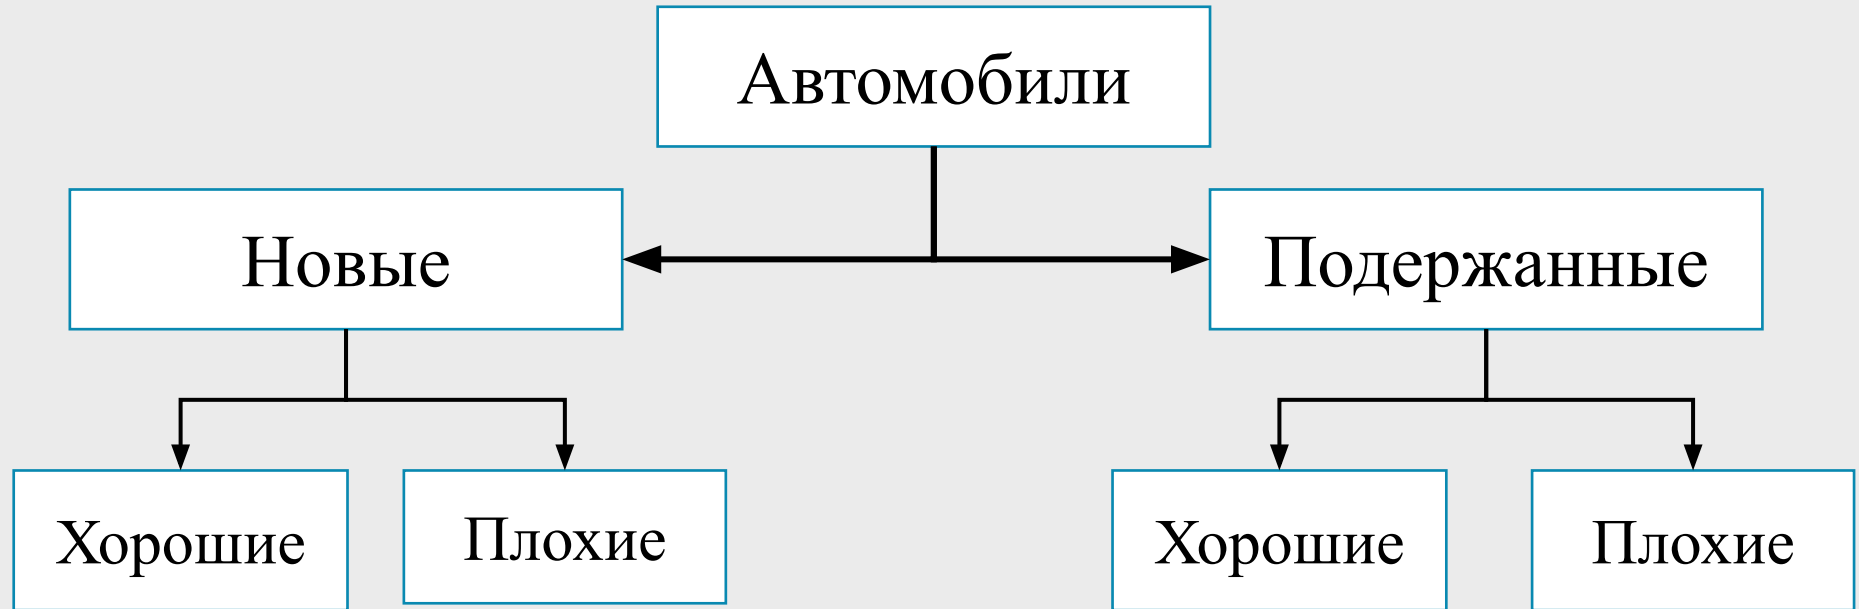 Автомобили
Новые
Подержанные
Хорошие
Плохие
Хорошие
Плохие